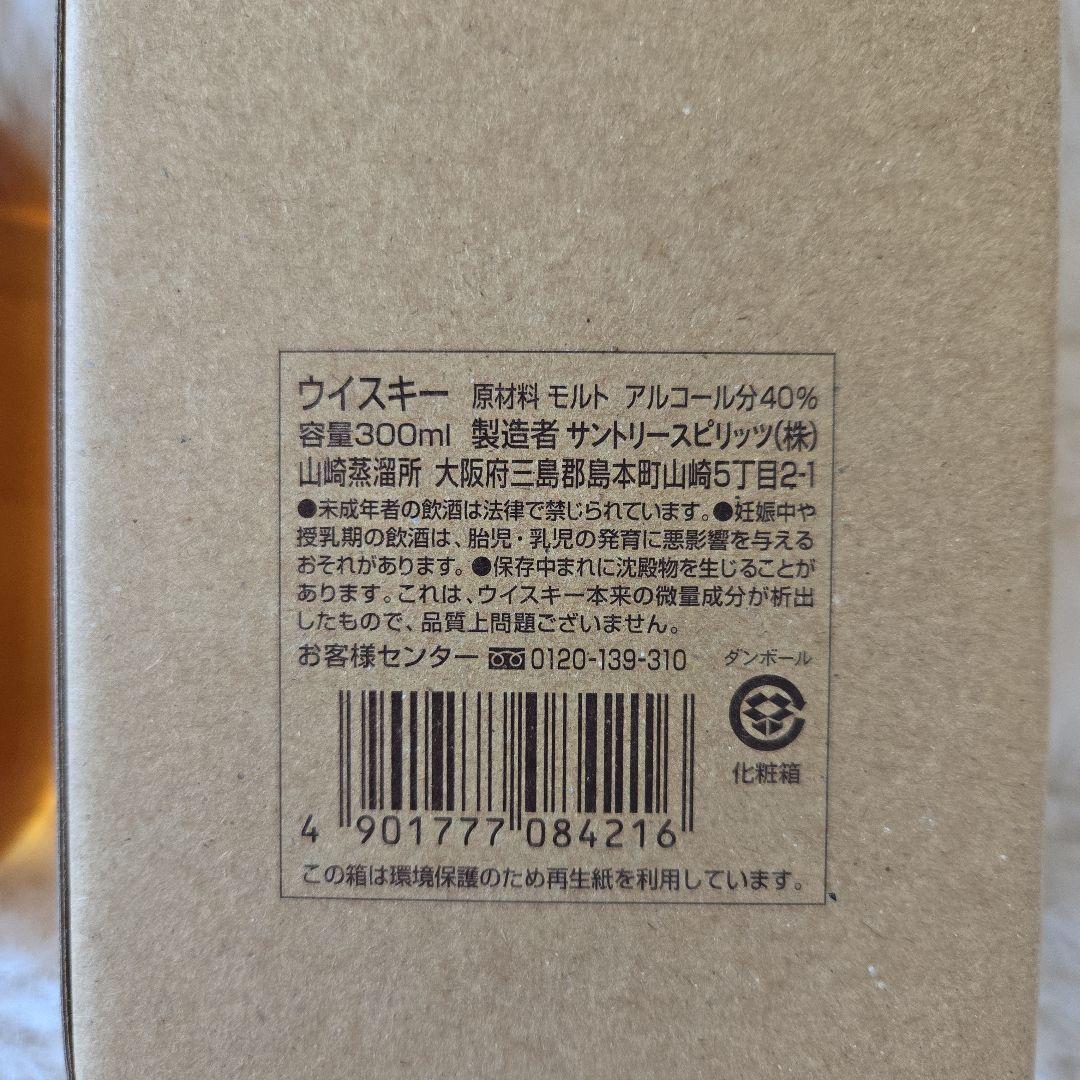 ウイスキー 原材料 モルト アルコール分40%
容量300ml 製造者 サントリースピリッツ(株)
山崎蒸溜所 大阪府三島郡島本町山崎5丁目2-1
●未成年者の飲酒は法律で禁じられています。●妊娠中や
授乳期の飲酒は、胎児・乳児の発育に悪影響を与える
おそれがあります。●保存中まれに沈殿物を生じることが
あります。これは、ウイスキー本来の微量成分が析出
したもので、品質上問題ございません。
お客様センター 0120-139-310
ダンボール
化粧箱
4 901777 084216
この箱は環境保護のため再生紙を利用しています。